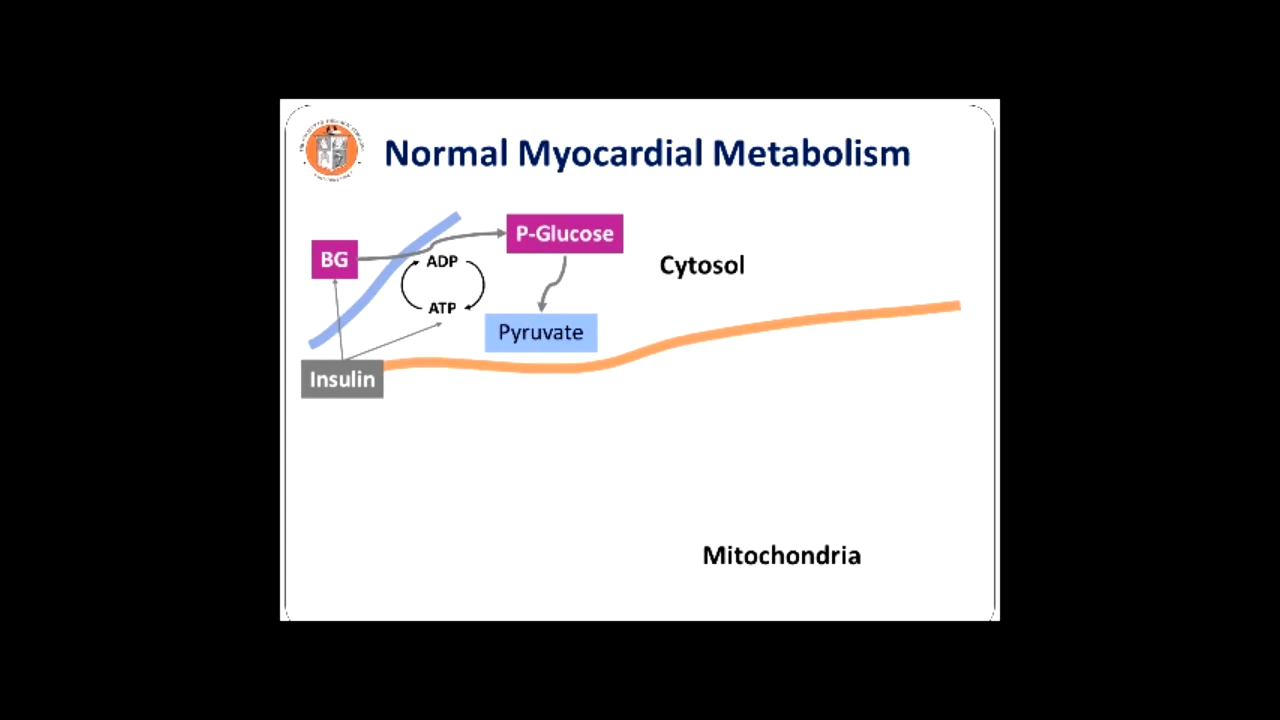 Normal Myocardial Metabolism
P-Glucose
BG
ADP
Cytosol
ATP
Pyruvate
Insulin
Mitochondria